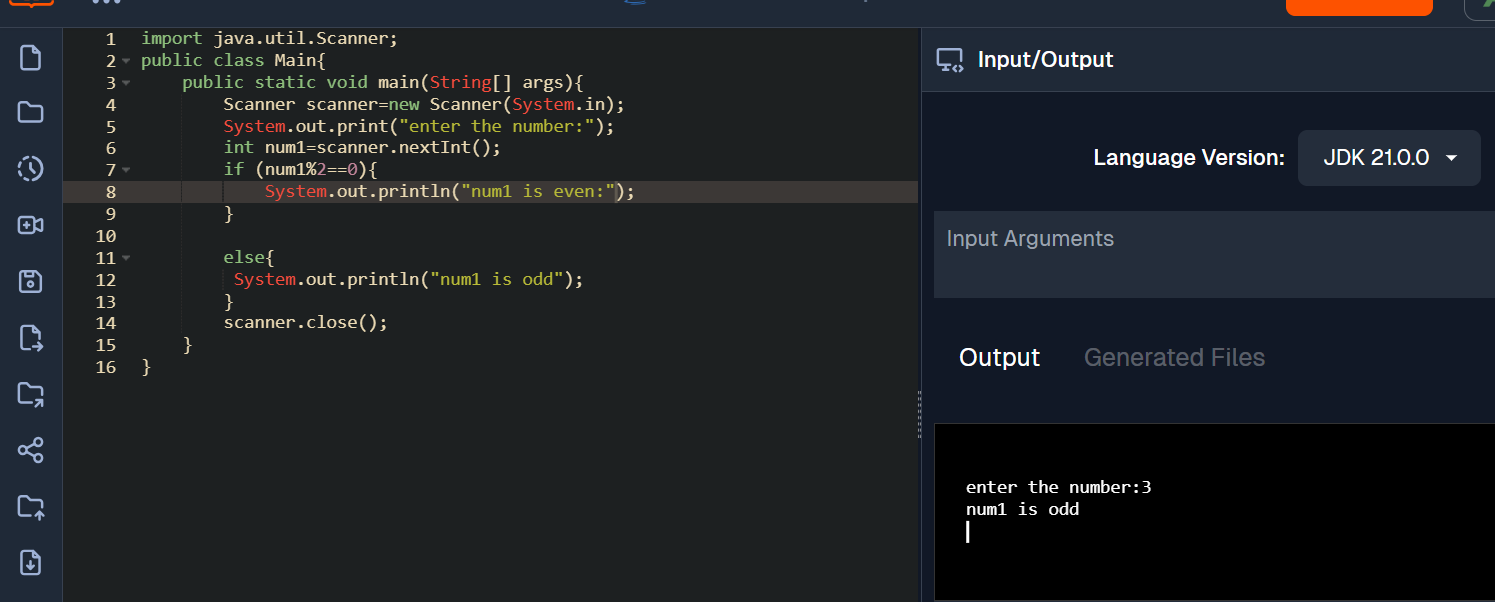 1 import java.util.Scanner;
2 public class Main{
3 public static void main(String[] args){
4 Scanner scanner=new Scanner(System.in);
5 System.out.print("enter the number:");
6 int num1=scanner.nextInt();
7 if (num1%2==0){
8 System.out.println("num1 is even:");
9 }
10
11 else{
12 System.out.println("num1 is odd");
13 }
14 scanner.close();
15 }
16 }
Input/Output
Language Version: JDK 21.0.0
Input Arguments
Output Generated Files
enter the number:3
num1 is odd